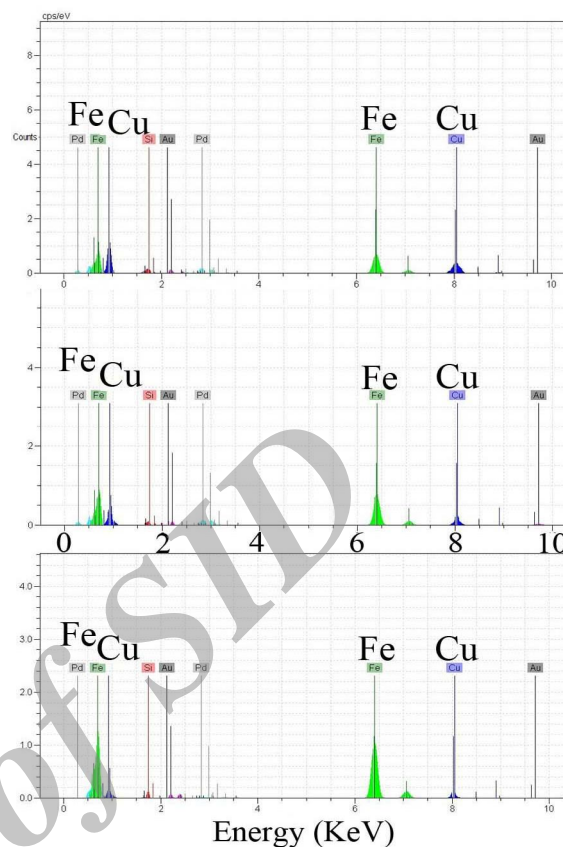 cps/eV
8
6
Fe Cu Fe Cu
Counts Pd Fe Si Au Pd Fe Cu Au
4
2
0
0 2 4 6 8 10
4
Fe Cu Fe Cu
Pd Fe Si Au Pd Fe Cu Au
2
0
0 2 4 6 8 10
4.0
3.0
Fe Cu Fe Cu
Pd Fe Si Au Pd Fe Cu Au
2.0
1.0
0.0
0 2 4 6 8 10
Energy (KeV)
of SID